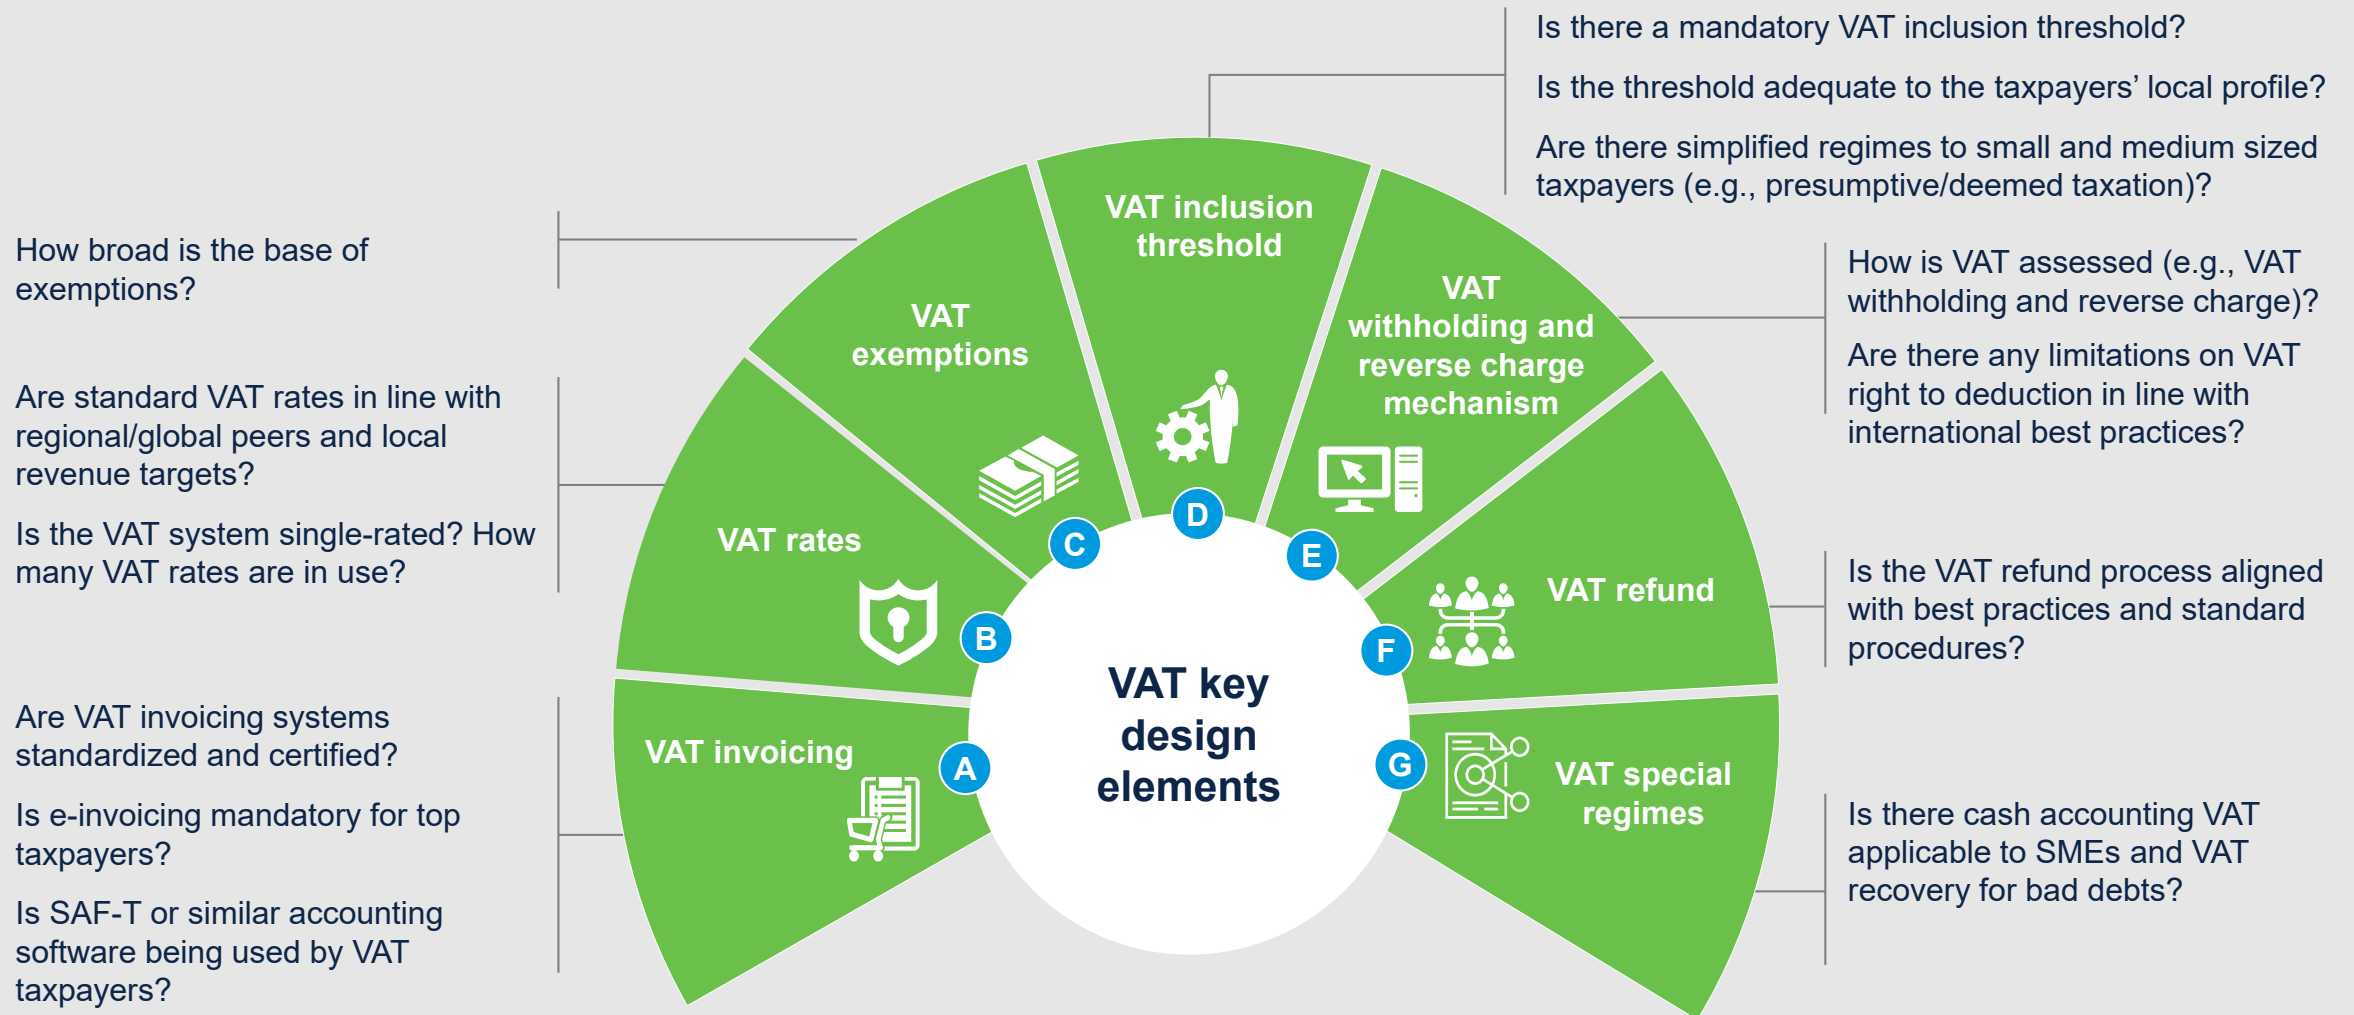 VAT key
design
elements
A
VAT invoicing
Are VAT invoicing systems
standardized and certified?
Is e-invoicing mandatory for top
taxpayers?
Is SAF-T or similar accounting
software being used by VAT
taxpayers?
B
VAT rates
Are standard VAT rates in line with
regional/global peers and local
revenue targets?
Is the VAT system single-rated? How
many VAT rates are in use?
C
VAT
exemptions
How broad is the base of
exemptions?
D
VAT inclusion
threshold
Is there a mandatory VAT inclusion threshold?
Is the threshold adequate to the taxpayers’ local profile?
Are there simplified regimes to small and medium sized
taxpayers (e.g., presumptive/deemed taxation)?
E
VAT
withholding and
reverse charge
mechanism
How is VAT assessed (e.g., VAT
withholding and reverse charge)?
Are there any limitations on VAT
right to deduction in line with
international best practices?
F
VAT refund
Is the VAT refund process aligned
with best practices and standard
procedures?
G
VAT special
regimes
Is there cash accounting VAT
applicable to SMEs and VAT
recovery for bad debts?